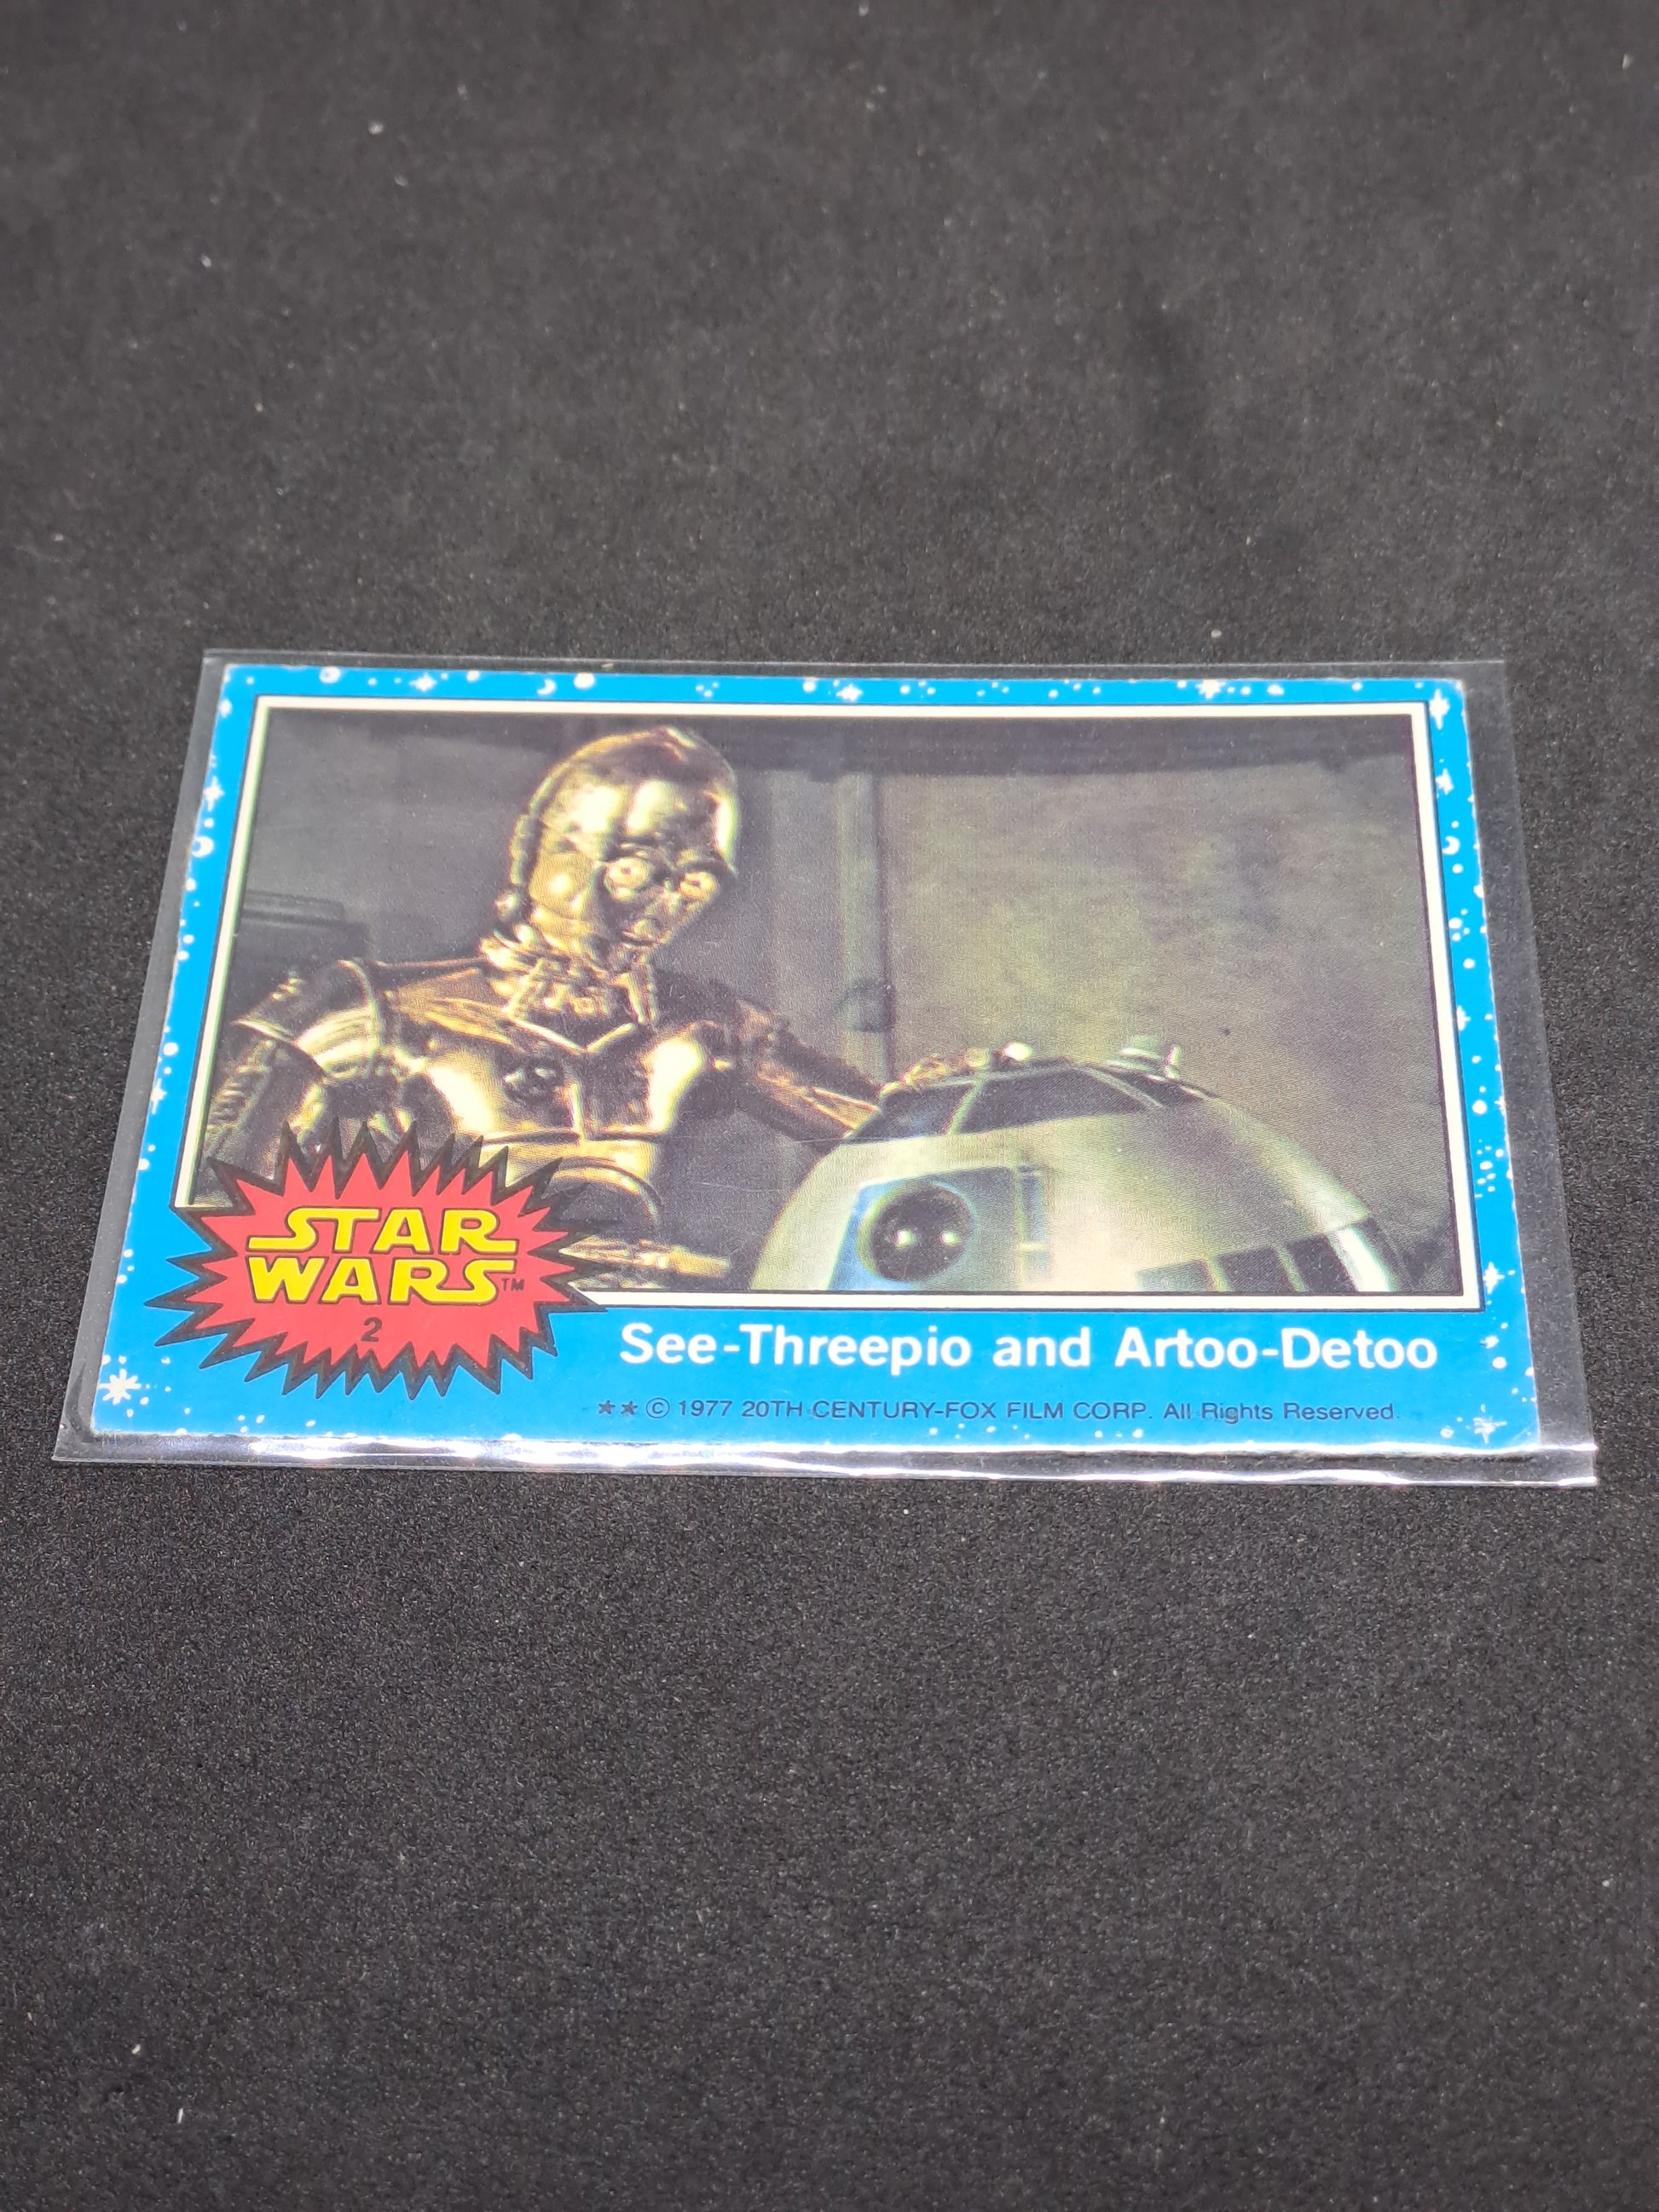 STAR
WARS™
2
See-Threepio and Artoo-Detoo
★★ © 1977 20TH CENTURY-FOX FILM CORP. All Rights Reserved.